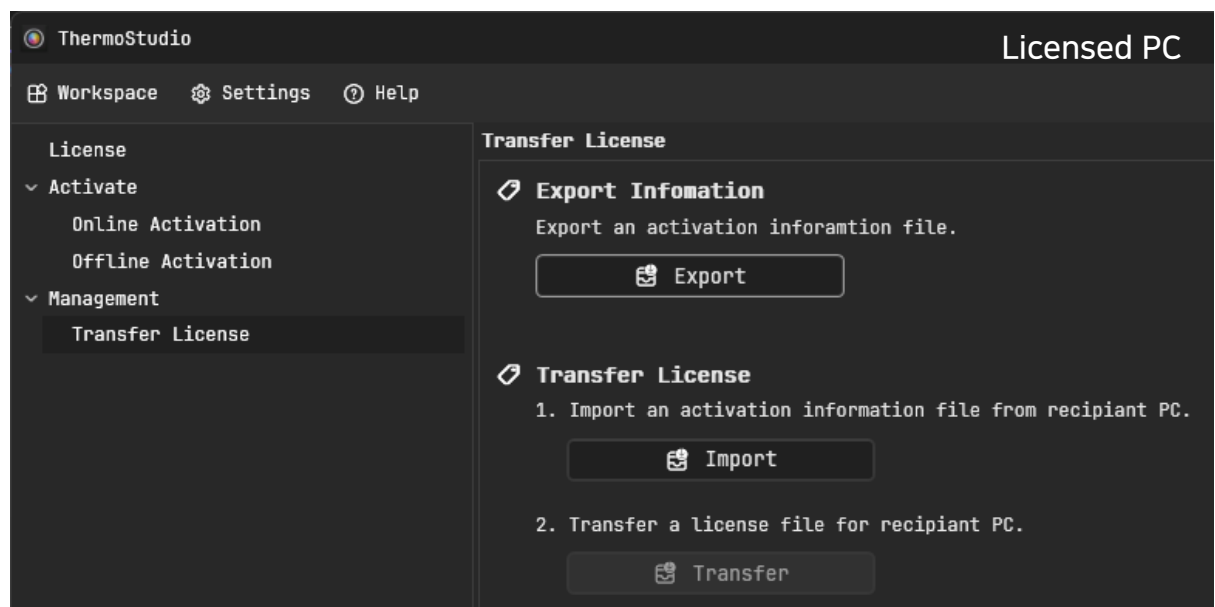 ThermoStudio
Licensed PC
Workspace Settings Help
License
Activate
Online Activation
Offline Activation
Management
Transfer License
Transfer License
Export Infomation
Export an activation inforamtion file.
Export
Transfer License
1. Import an activation information file from recipiant PC.
Import
2. Transfer a license file for recipiant PC.
Transfer